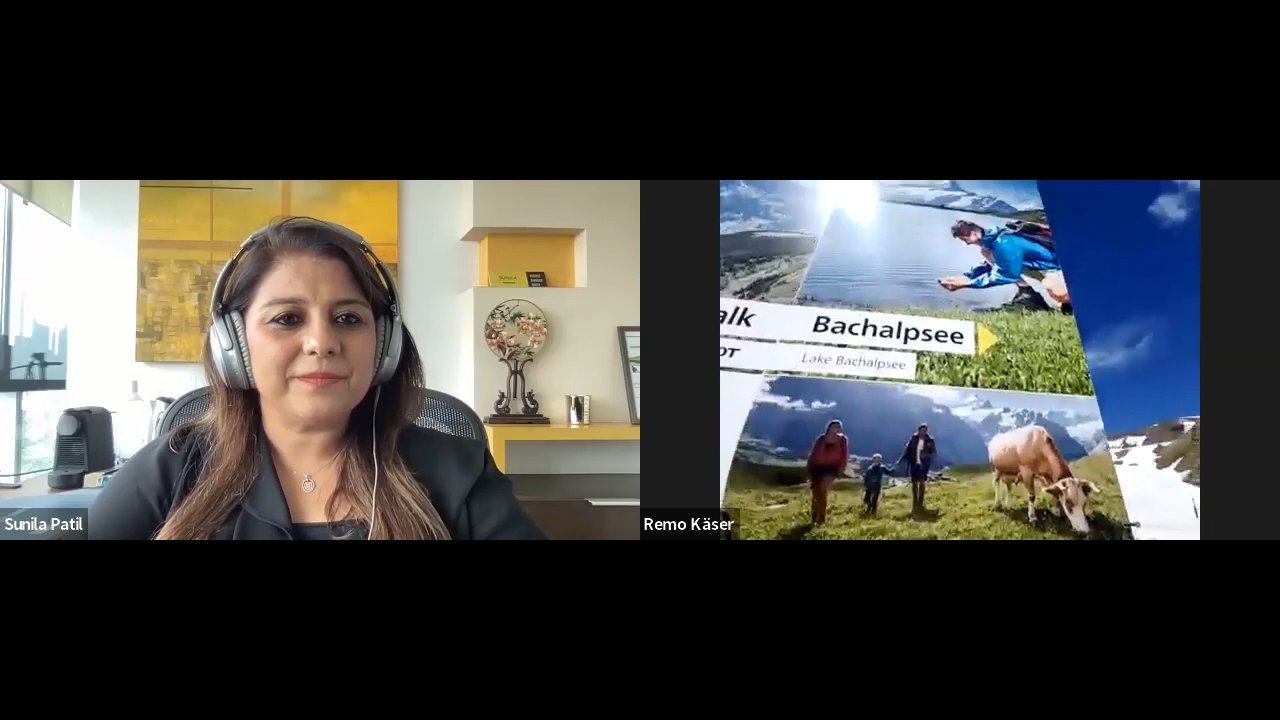 Sunila Patil
Remo Käser
alk
Bachalpsee
Lake Bachalpsee